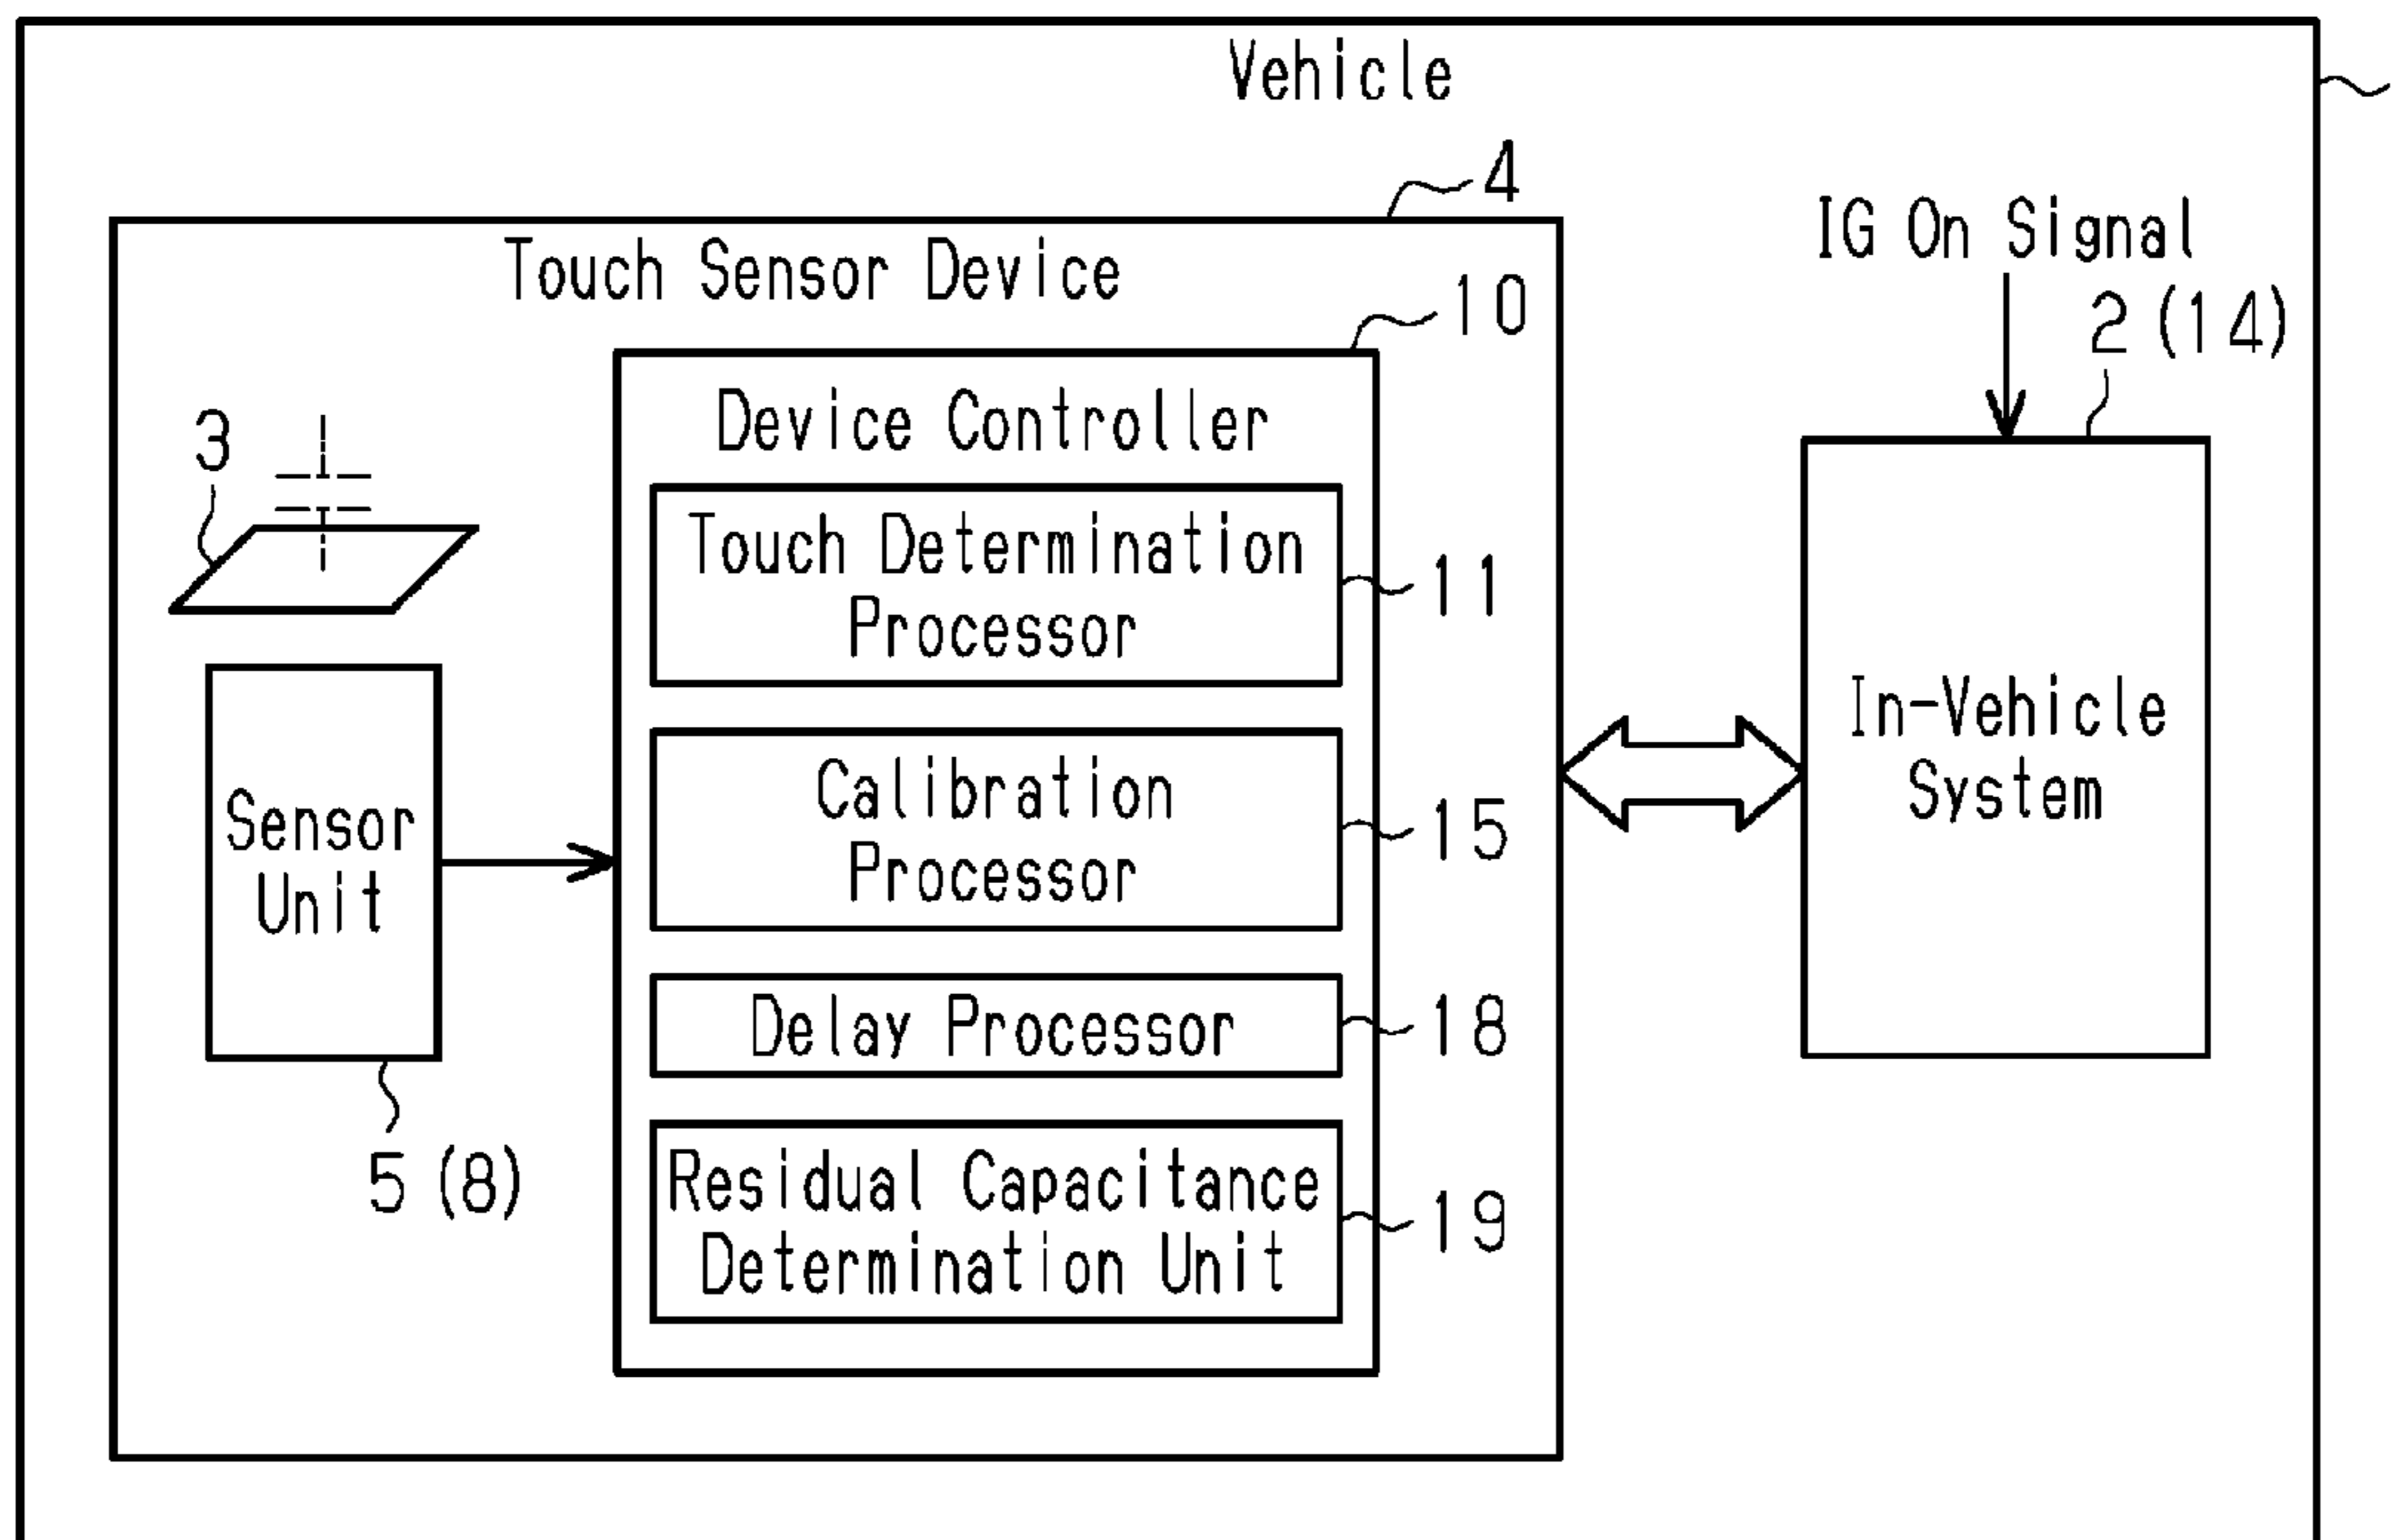 Vehicle
4
Touch Sensor Device
10
IG On Signal
2 (14)
3
Device Controller
Touch Determination
Processor
11
Calibration
Processor
15
Delay Processor
18
Residual Capacitance
Determination Unit
19
Sensor
Unit
5 (8)
In-Vehicle
System